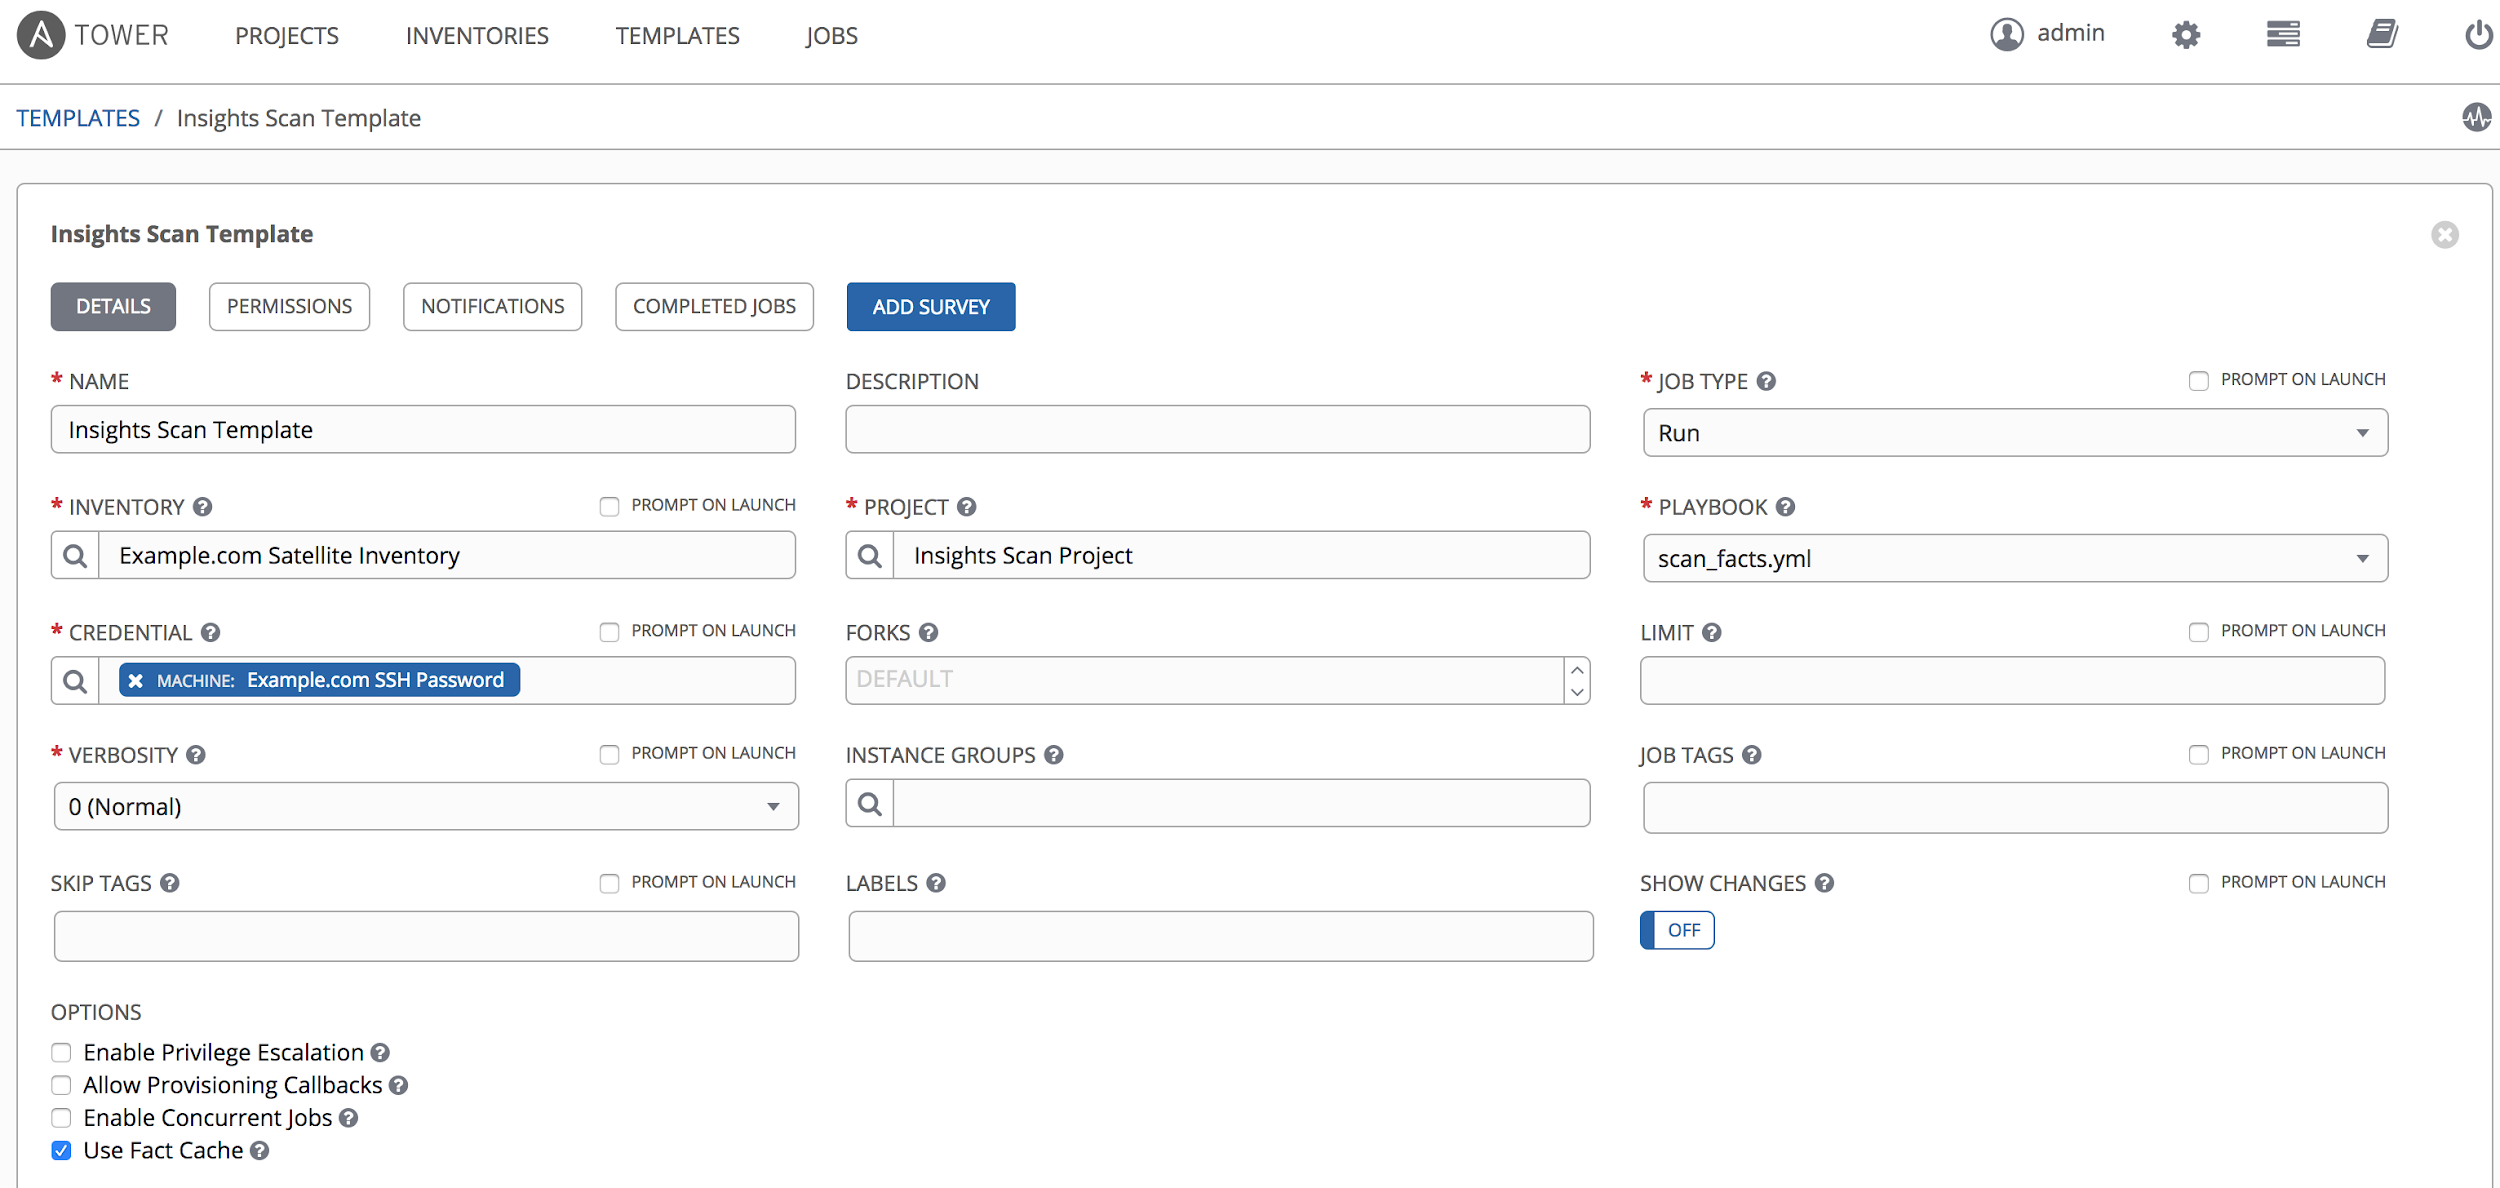 TOWER PROJECTS INVENTORIES TEMPLATES JOBS admin
TEMPLATES / Insights Scan Template
Insights Scan Template
DETAILS PERMISSIONS NOTIFICATIONS COMPLETED JOBS ADD SURVEY
* NAME DESCRIPTION * JOB TYPE ? PROMPT ON LAUNCH
Insights Scan Template Run
* INVENTORY ? PROMPT ON LAUNCH * PROJECT ? * PLAYBOOK ?
Example.com Satellite Inventory Insights Scan Project scan_facts.yml
* CREDENTIAL ? PROMPT ON LAUNCH FORKS ? LIMIT ? PROMPT ON LAUNCH
MACHINE: Example.com SSH Password DEFAULT
* VERBOSITY ? PROMPT ON LAUNCH INSTANCE GROUPS ? JOB TAGS ? PROMPT ON LAUNCH
0 (Normal)
SKIP TAGS ? PROMPT ON LAUNCH LABELS ? SHOW CHANGES ? PROMPT ON LAUNCH
OFF
OPTIONS
Enable Privilege Escalation ?
Allow Provisioning Callbacks ?
Enable Concurrent Jobs ?
Use Fact Cache ?